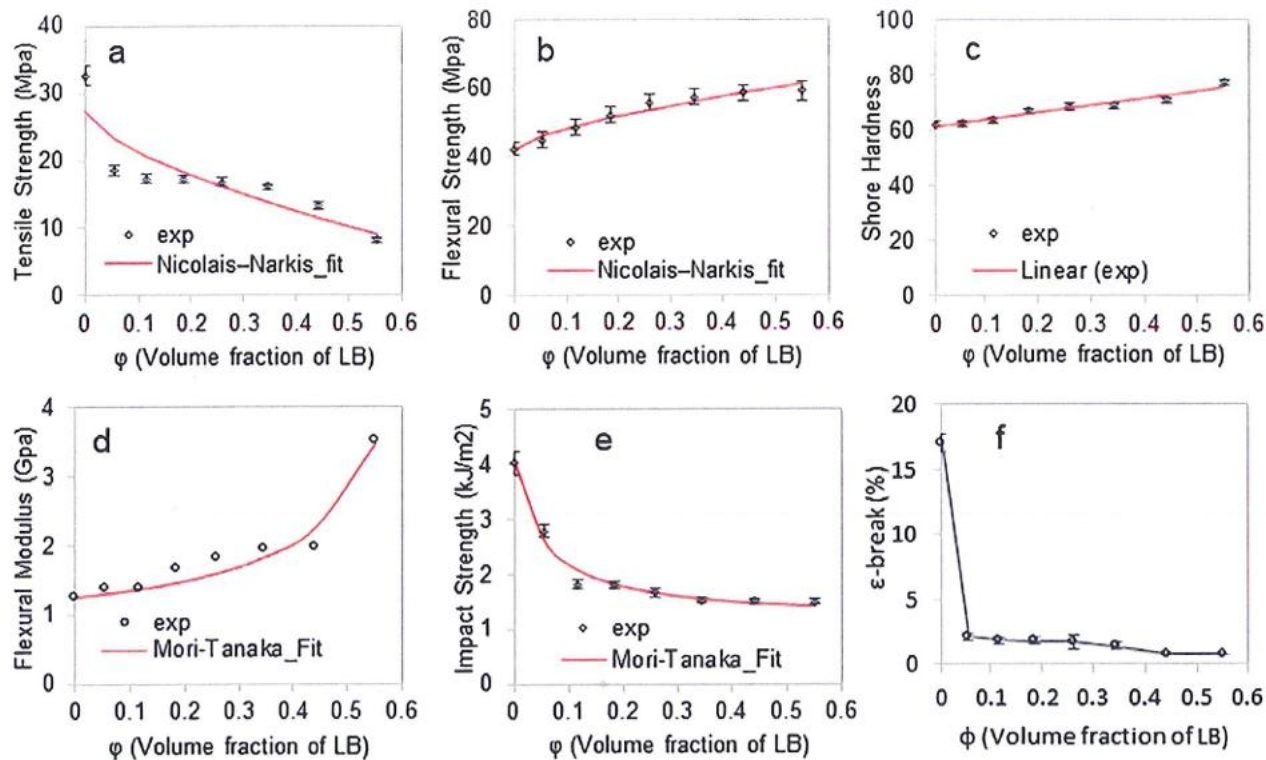 a
Tensile Strength (Mpa)
40
30
20
10
0
exp
Nicolais–Narkis_fit
0 0.1 0.2 0.3 0.4 0.5 0.6
φ (Volume fraction of LB)
b
Flexural Strength (Mpa)
80
60
40
20
0
exp
Nicolais–Narkis_fit
0 0.1 0.2 0.3 0.4 0.5 0.6
φ (Volume fraction of LB)
c
Shore Hardness
100
80
60
40
20
0
exp
Linear (exp)
0 0.1 0.2 0.3 0.4 0.5 0.6
φ (Volume fraction of LB)
d
Flexural Modulus (Gpa)
4
3
2
1
0
exp
Mori-Tanaka_Fit
0 0.1 0.2 0.3 0.4 0.5 0.6
φ (Volume fraction of LB)
e
Impact Strength (kJ/m2)
5
4
3
2
1
0
exp
Mori-Tanaka_Fit
0 0.1 0.2 0.3 0.4 0.5 0.6
φ (Volume fraction of LB)
f
ε-break (%)
20
15
10
5
0
0 0.1 0.2 0.3 0.4 0.5 0.6
ϕ (Volume fraction of LB)